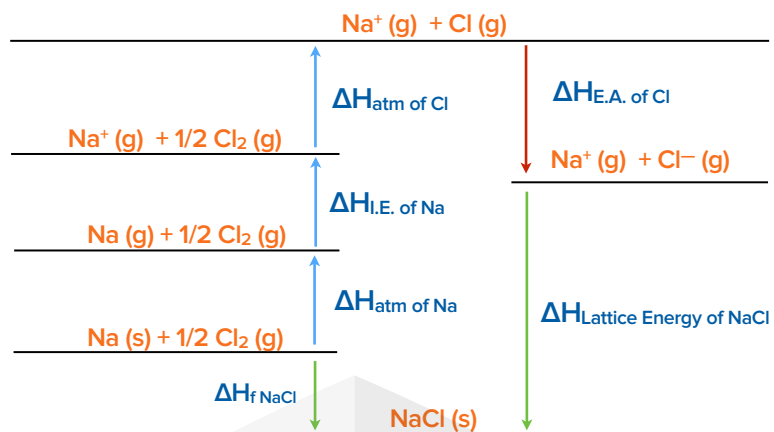 Na⁺ (g) + Cl (g)
ΔHatm of Cl
ΔHE.A. of Cl
Na⁺ (g) + 1/2 Cl₂ (g)
Na⁺ (g) + Cl⁻ (g)
ΔHI.E. of Na
Na (g) + 1/2 Cl₂ (g)
ΔHatm of Na
ΔHLattice Energy of NaCl
Na (s) + 1/2 Cl₂ (g)
ΔHf NaCl
NaCl (s)